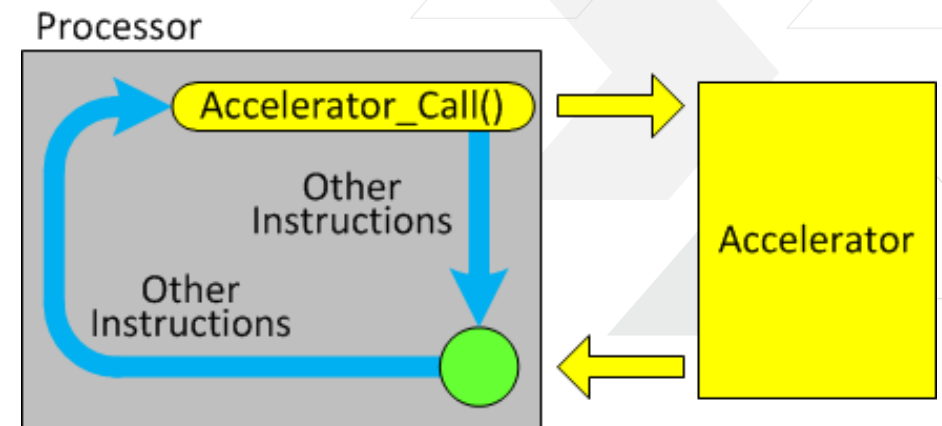 Processor
Accelerator_Call()
Other
Instructions
Accelerator
Other
Instructions